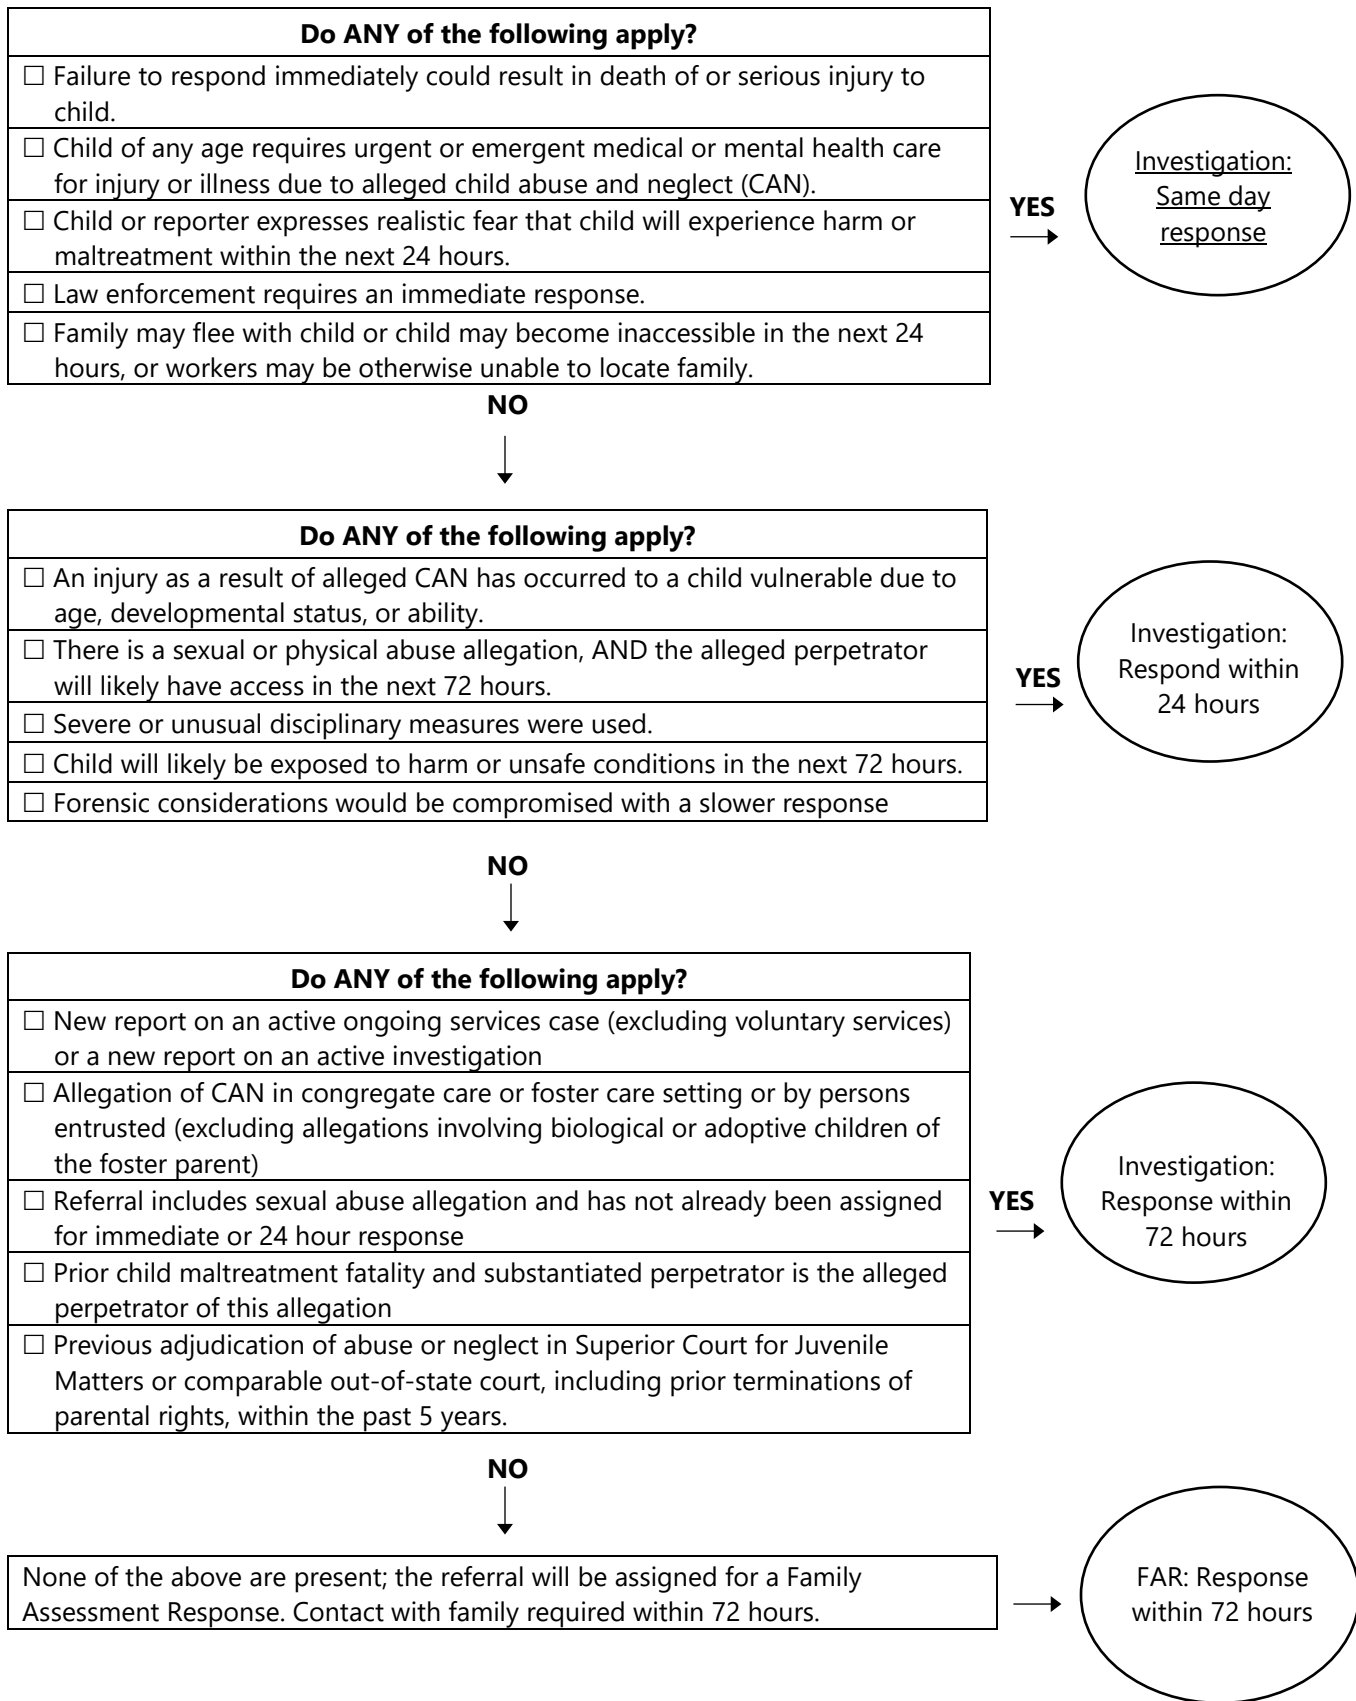 Do ANY of the following apply?
☐ Failure to respond immediately could result in death of or serious injury to
child.
☐ Child of any age requires urgent or emergent medical or mental health care
for injury or illness due to alleged child abuse and neglect (CAN).
☐ Child or reporter expresses realistic fear that child will experience harm or
maltreatment within the next 24 hours.
☐ Law enforcement requires an immediate response.
☐ Family may flee with child or child may become inaccessible in the next 24
hours, or workers may be otherwise unable to locate family.
YES
Investigation:
Same day
response
NO
Do ANY of the following apply?
☐ An injury as a result of alleged CAN has occurred to a child vulnerable due to
age, developmental status, or ability.
☐ There is a sexual or physical abuse allegation, AND the alleged perpetrator
will likely have access in the next 72 hours.
☐ Severe or unusual disciplinary measures were used.
☐ Child will likely be exposed to harm or unsafe conditions in the next 72 hours.
☐ Forensic considerations would be compromised with a slower response
YES
Investigation:
Respond within
24 hours
NO
Do ANY of the following apply?
☐ New report on an active ongoing services case (excluding voluntary services)
or a new report on an active investigation
☐ Allegation of CAN in congregate care or foster care setting or by persons
entrusted (excluding allegations involving biological or adoptive children of
the foster parent)
☐ Referral includes sexual abuse allegation and has not already been assigned
for immediate or 24 hour response
☐ Prior child maltreatment fatality and substantiated perpetrator is the alleged
perpetrator of this allegation
☐ Previous adjudication of abuse or neglect in Superior Court for Juvenile
Matters or comparable out-of-state court, including prior terminations of
parental rights, within the past 5 years.
YES
Investigation:
Response within
72 hours
NO
None of the above are present; the referral will be assigned for a Family
Assessment Response. Contact with family required within 72 hours.
FAR: Response
within 72 hours